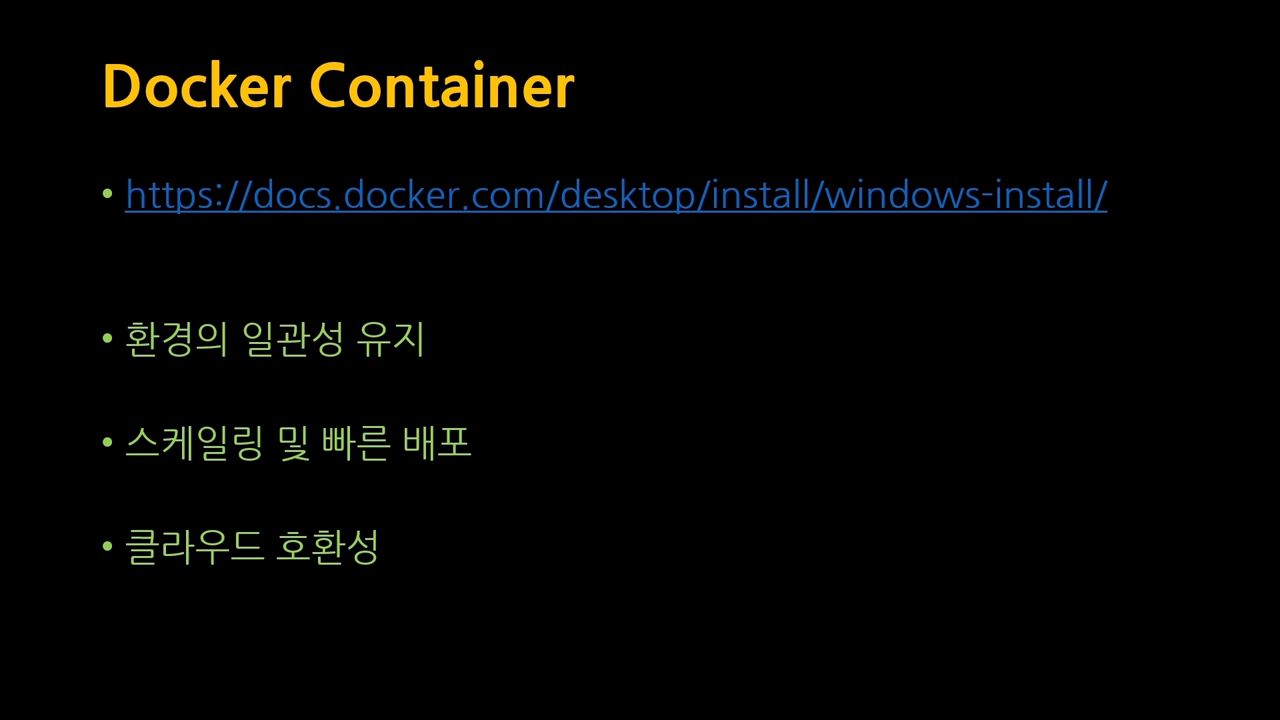 Docker Container
• https://docs.docker.com/desktop/install/windows-install/
• 환경의 일관성 유지
• 스케일링 및 빠른 배포
• 클라우드 호환성